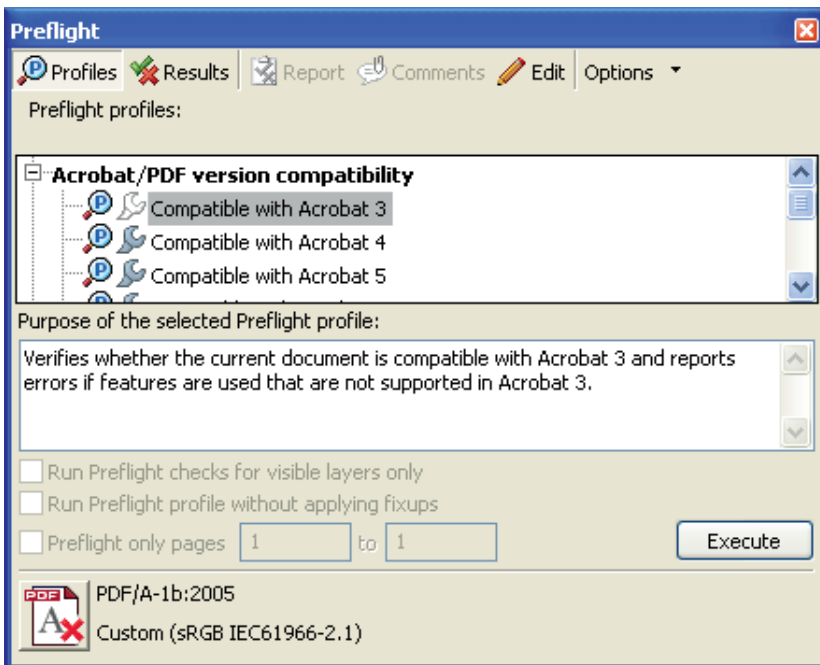 Preflight
Profiles Results Report Comments Edit Options
Preflight profiles:
Acrobat/PDF version compatibility
Compatible with Acrobat 3
Compatible with Acrobat 4
Compatible with Acrobat 5
Purpose of the selected Preflight profile:
Verifies whether the current document is compatible with Acrobat 3 and reports
errors if features are used that are not supported in Acrobat 3.
Run Preflight checks for visible layers only
Run Preflight profile without applying fixups
Preflight only pages 1 to 1 Execute
PDF/A-1b:2005
Custom (sRGB IEC61966-2.1)